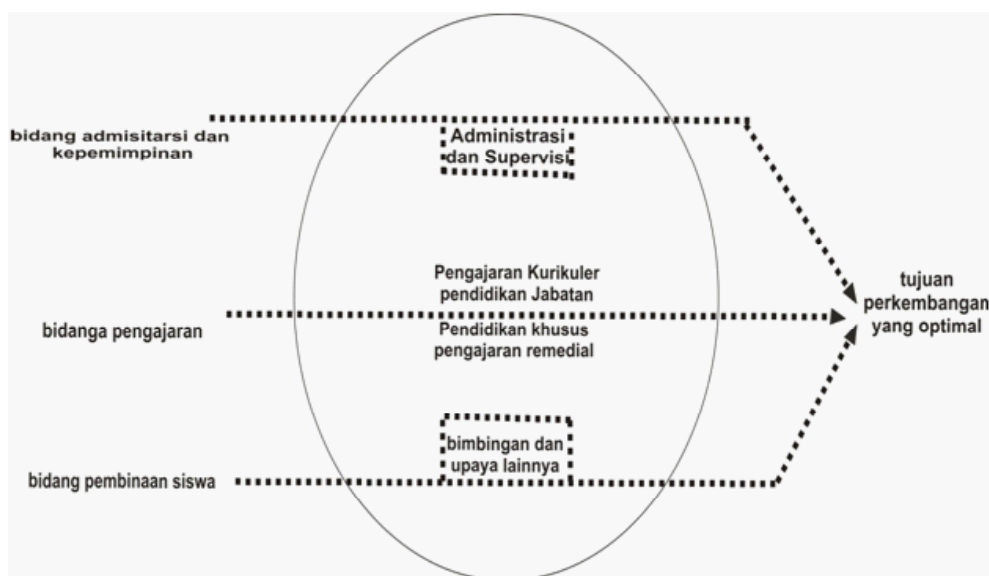 bidang admisitarsi dan
kepemimpinan
Administrasi
dan Supervisi
Pengajaran Kurikuler
pendidikan Jabatan
bidanga pengajaran
Pendidikan khusus
pengajaran remedial
tujuan
perkembangan
yang optimal
bimbingan dan
upaya lainnya
bidang pembinaan siswa